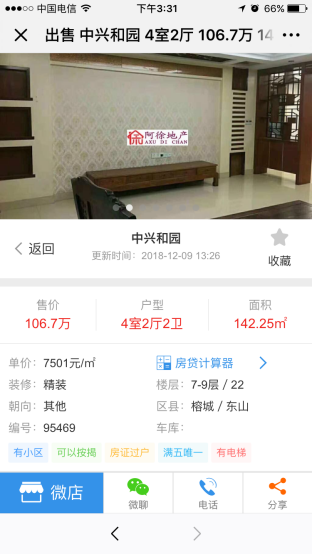 中国电信 下午3:31 66%
出售 中兴和园 4室2厅 106.7万 14
阿徐地产
AXU DI CHAN
返回 中兴和园 收藏
更新时间：2018-12-09 13:26
售价 户型 面积
106.7万 4室2厅2卫 142.25㎡
单价：7501元/㎡ 房贷计算器
装修：精装 楼层：7-9层 / 22
朝向：其他 区县：榕城 / 东山
编号：95469 车库：
有小区 可以按揭 房证过户 满五唯一 有电梯
微店 微聊 电话 分享